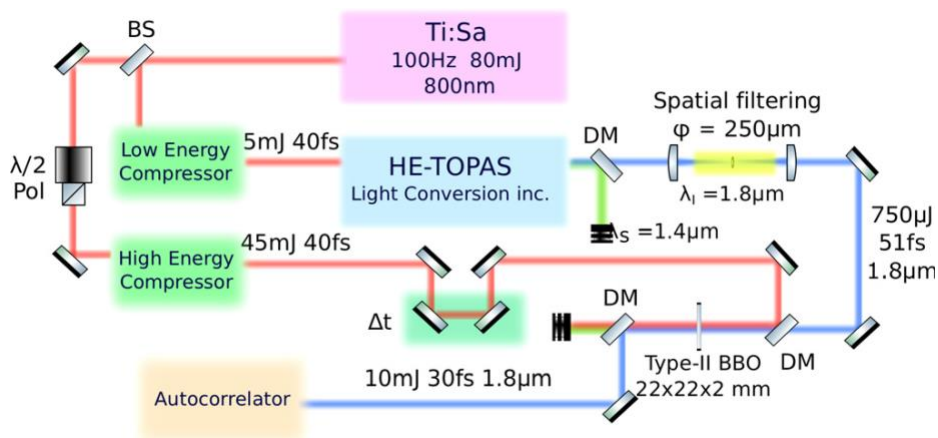 BS
Ti:Sa
100Hz 80mJ
800nm
Spatial filtering
φ = 250μm
DM
λ/2
Pol
Low Energy
Compressor
5mJ 40fs
HE-TOPAS
Light Conversion inc.
λI =1.8μm
λS =1.4μm
750μJ
51fs
1.8μm
High Energy
Compressor
45mJ 40fs
Δt
DM
DM
Type-II BBO
22x22x2 mm
10mJ 30fs 1.8μm
Autocorrelator